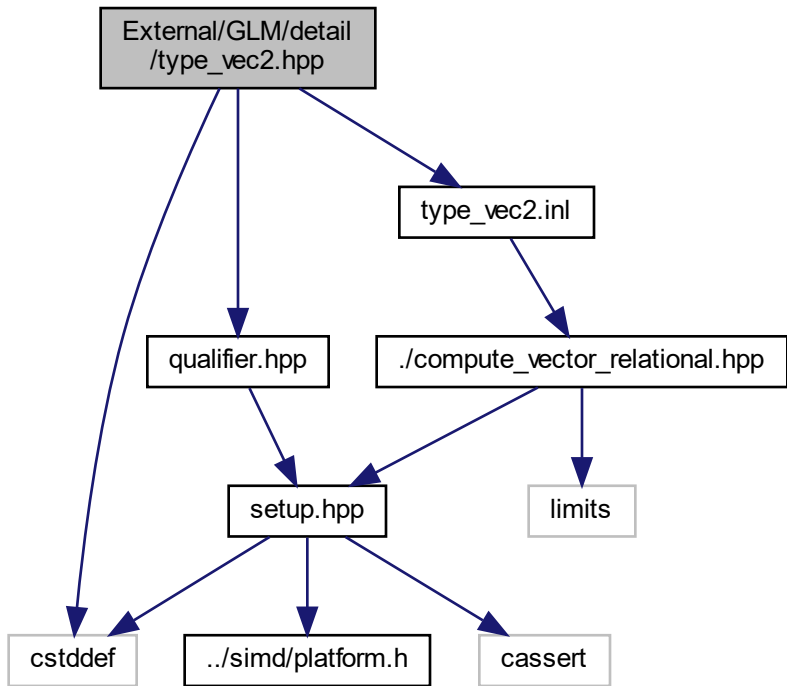 External/GLM/detail
/type_vec2.hpp
type_vec2.inl
qualifier.hpp
./compute_vector_relational.hpp
setup.hpp
limits
cstddef
../simd/platform.h
cassert